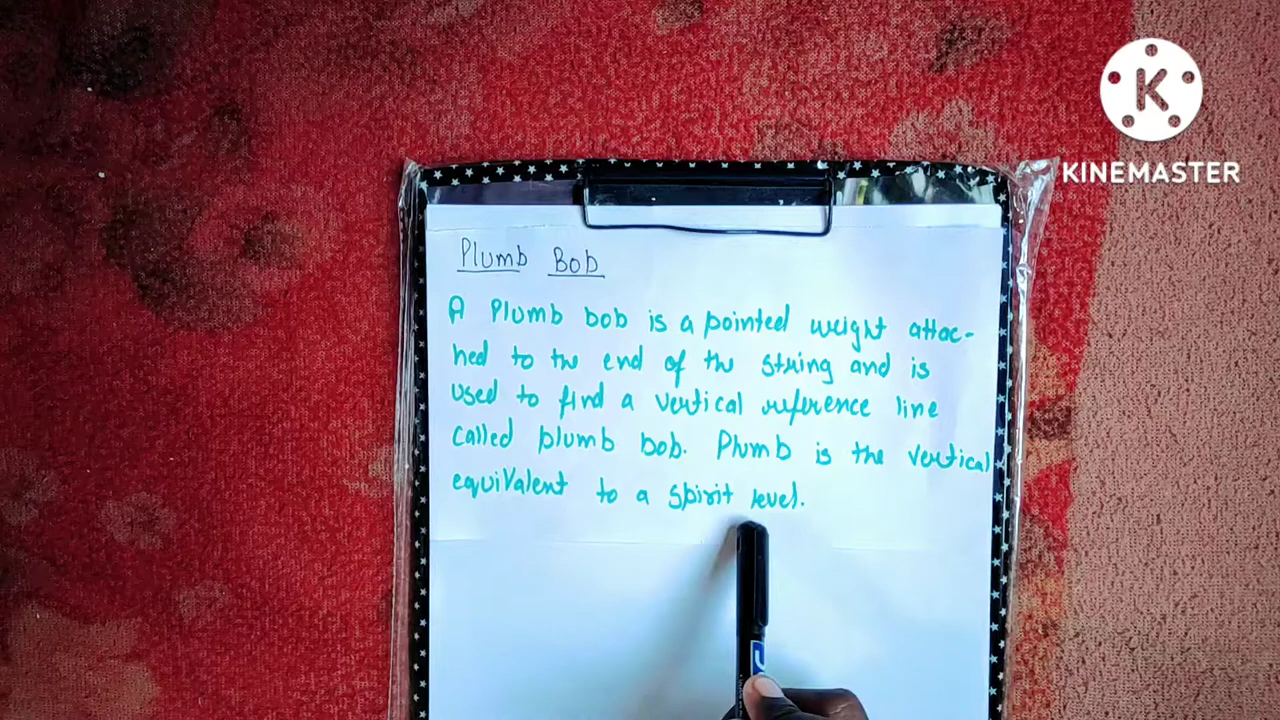 KINEMASTER
Plumb Bob
A Plumb bob is a pointed weight attac-
hed to the end of the string and is
used to find a vertical reference line
called plumb bob. Plumb is the vertical
equivalent to a spirit level.